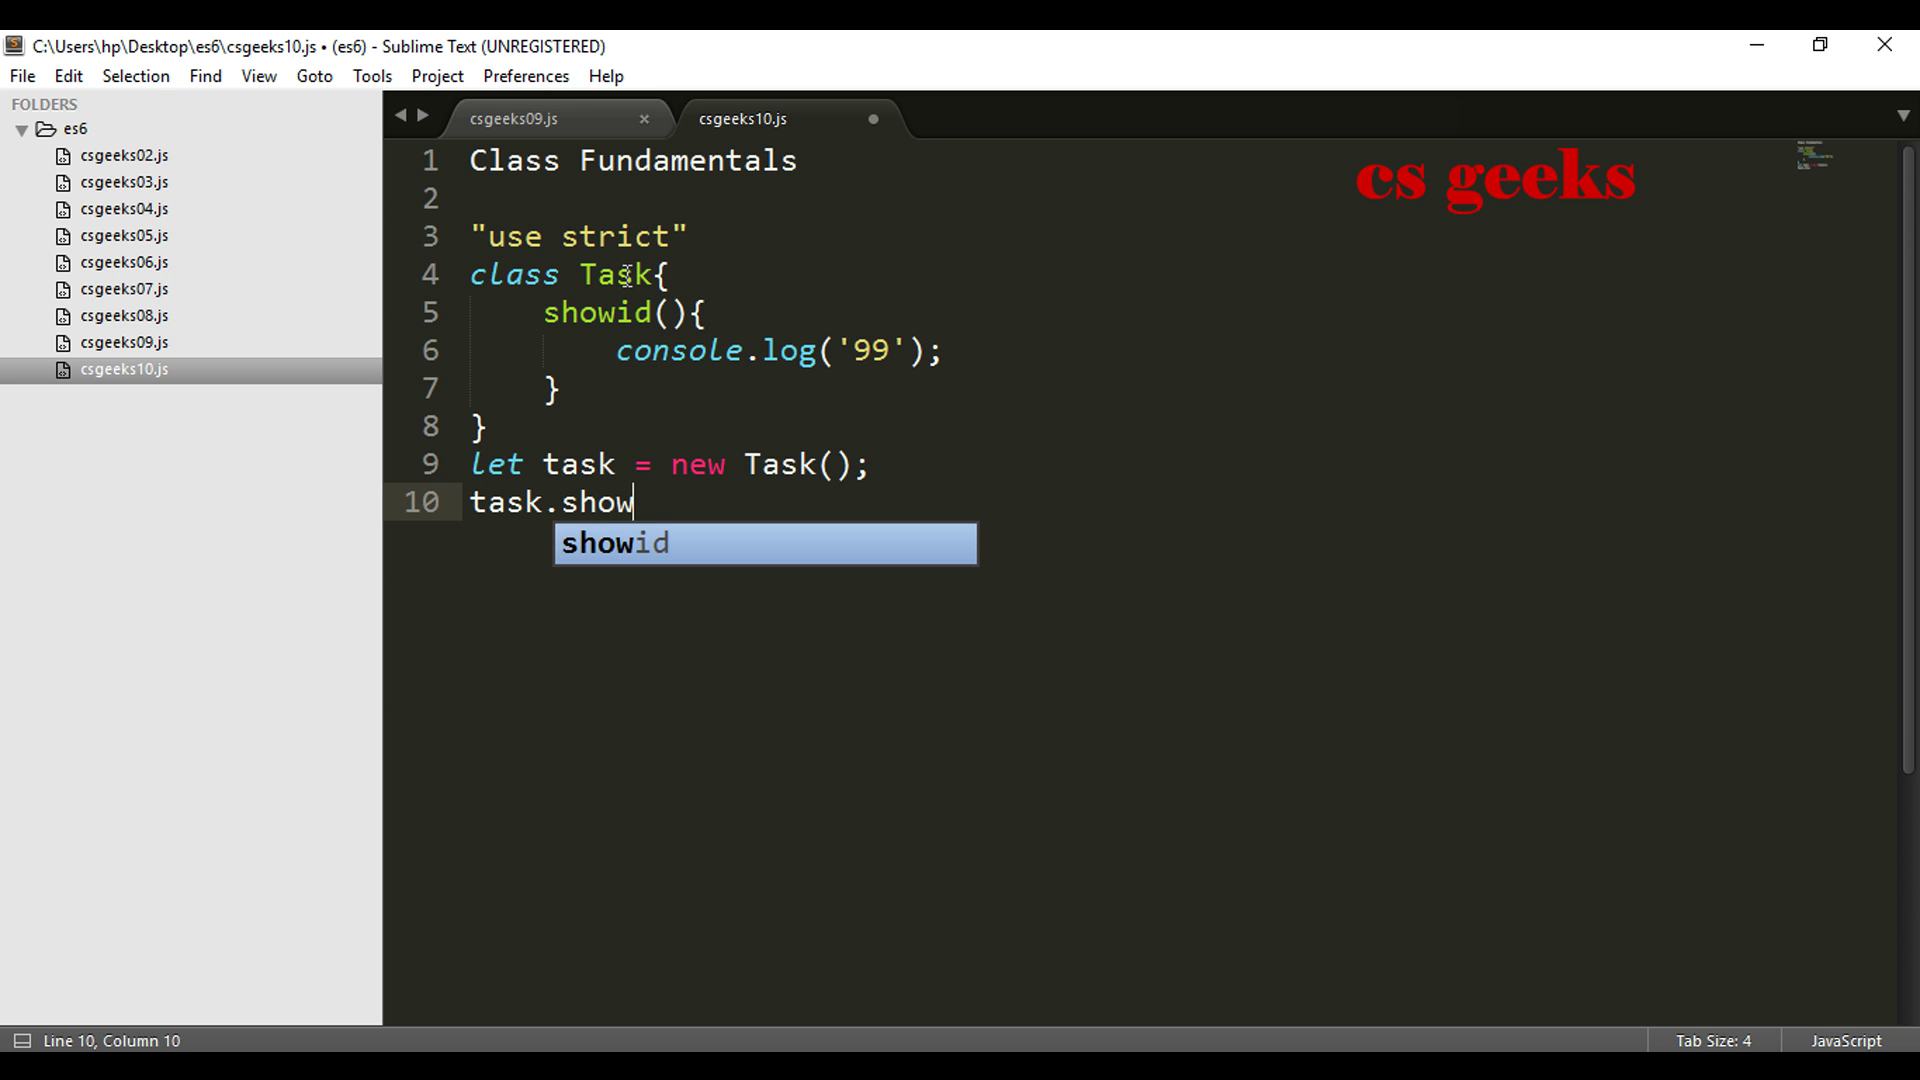 C:\Users\hp\Desktop\es6\csgeeks10.js • (es6) - Sublime Text (UNREGISTERED)
File Edit Selection Find View Goto Tools Project Preferences Help
FOLDERS
es6
csgeeks02.js
csgeeks03.js
csgeeks04.js
csgeeks05.js
csgeeks06.js
csgeeks07.js
csgeeks08.js
csgeeks09.js
csgeeks10.js
csgeeks09.js × csgeeks10.js
cs geeks
1 Class Fundamentals
2
3 "use strict"
4 class Task{
5     showid(){
6         console.log('99');
7     }
8 }
9 let task = new Task();
10 task.show
showid
Line 10, Column 10 Tab Size: 4 JavaScript